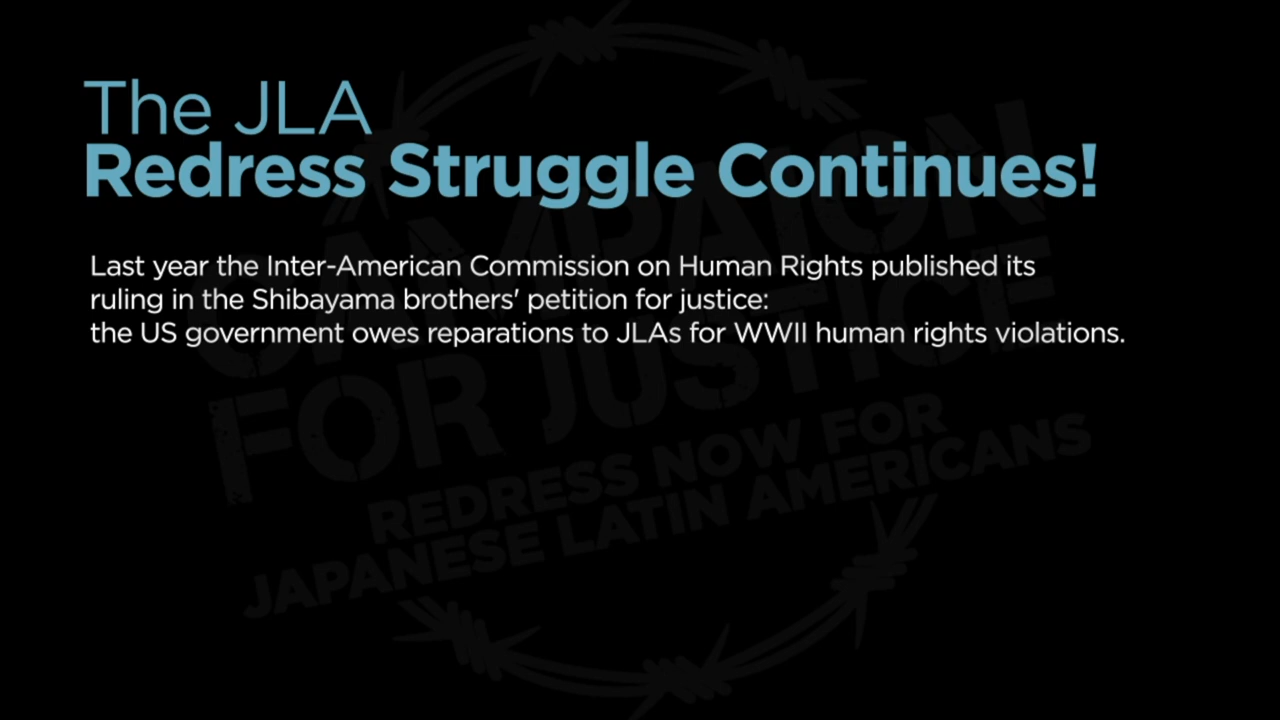 The JLA
Redress Struggle Continues!
Last year the Inter-American Commission on Human Rights published its
ruling in the Shibayama brothers' petition for justice:
the US government owes reparations to JLAs for WWII human rights violations.
CAMPAIGN
FOR JUSTICE
REDRESS NOW FOR
JAPANESE LATIN AMERICANS